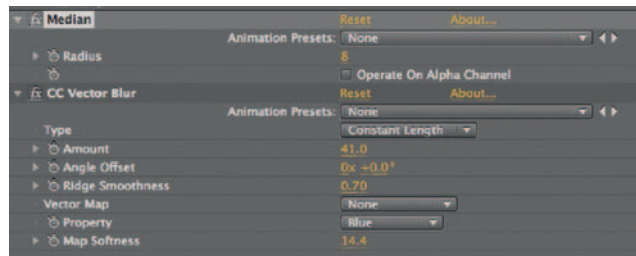 fx Median Reset About...
Animation Presets: None
Radius 8
Operate On Alpha Channel
fx CC Vector Blur Reset About...
Animation Presets: None
Type Constant Length
Amount 41.0
Angle Offset 0x +0.0°
Ridge Smoothness 0.70
Vector Map None
Property Blue
Map Softness 14.4